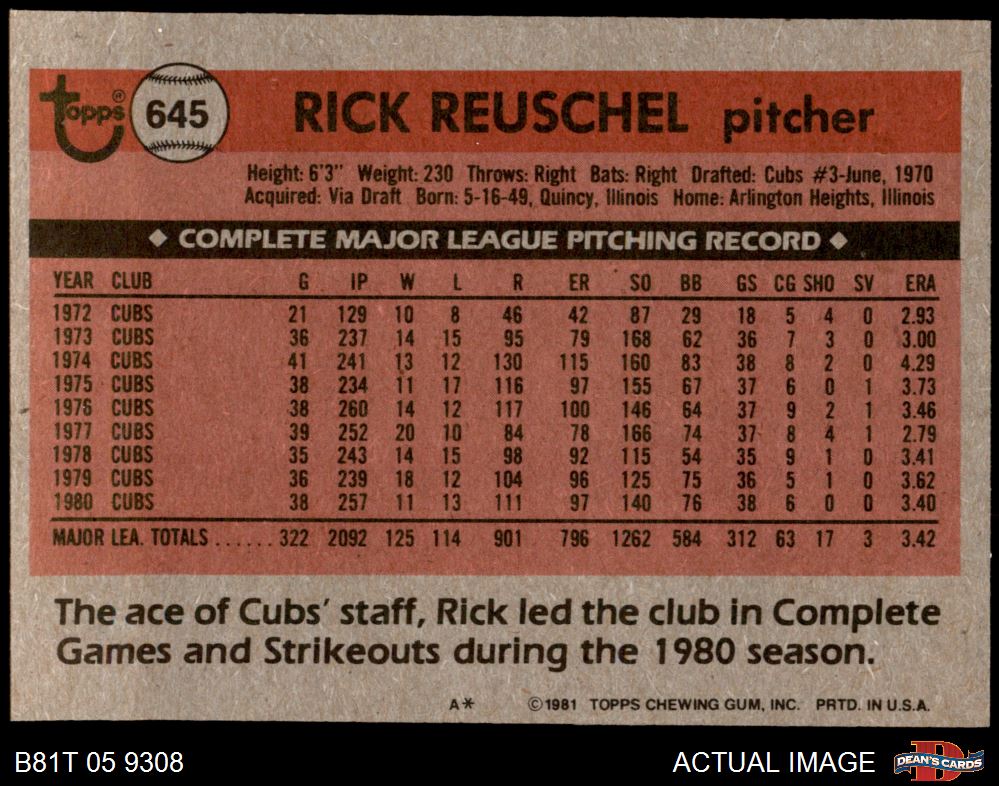 topps® 645 RICK REUSCHEL pitcher
Height: 6'3" Weight: 230 Throws: Right Bats: Right Drafted: Cubs #3-June, 1970
Acquired: Via Draft Born: 5-16-49, Quincy, Illinois Home: Arlington Heights, Illinois
◆ COMPLETE MAJOR LEAGUE PITCHING RECORD ◆
YEAR CLUB G IP W L R ER SO BB GS CG SHO SV ERA
1972 CUBS 21 129 10 8 46 42 87 29 18 5 4 0 2.93
1973 CUBS 36 237 14 15 95 79 168 62 36 7 3 0 3.00
1974 CUBS 41 241 13 12 130 115 160 83 38 8 2 0 4.29
1975 CUBS 38 234 11 17 116 97 155 67 37 6 0 1 3.73
1976 CUBS 38 260 14 12 117 100 146 64 37 9 2 1 3.46
1977 CUBS 39 252 20 10 84 78 166 74 37 8 4 1 2.79
1978 CUBS 35 243 14 15 98 92 115 54 35 9 1 0 3.41
1979 CUBS 36 239 18 12 104 96 125 75 36 5 1 0 3.62
1980 CUBS 38 257 11 13 111 97 140 76 38 6 0 0 3.40
MAJOR LEA. TOTALS ...... 322 2092 125 114 901 796 1262 584 312 63 17 3 3.42
The ace of Cubs' staff, Rick led the club in Complete
Games and Strikeouts during the 1980 season.
A* ©1981 TOPPS CHEWING GUM, INC. PRTD. IN U.S.A.
B81T 05 9308 ACTUAL IMAGE DEAN'S CARDS